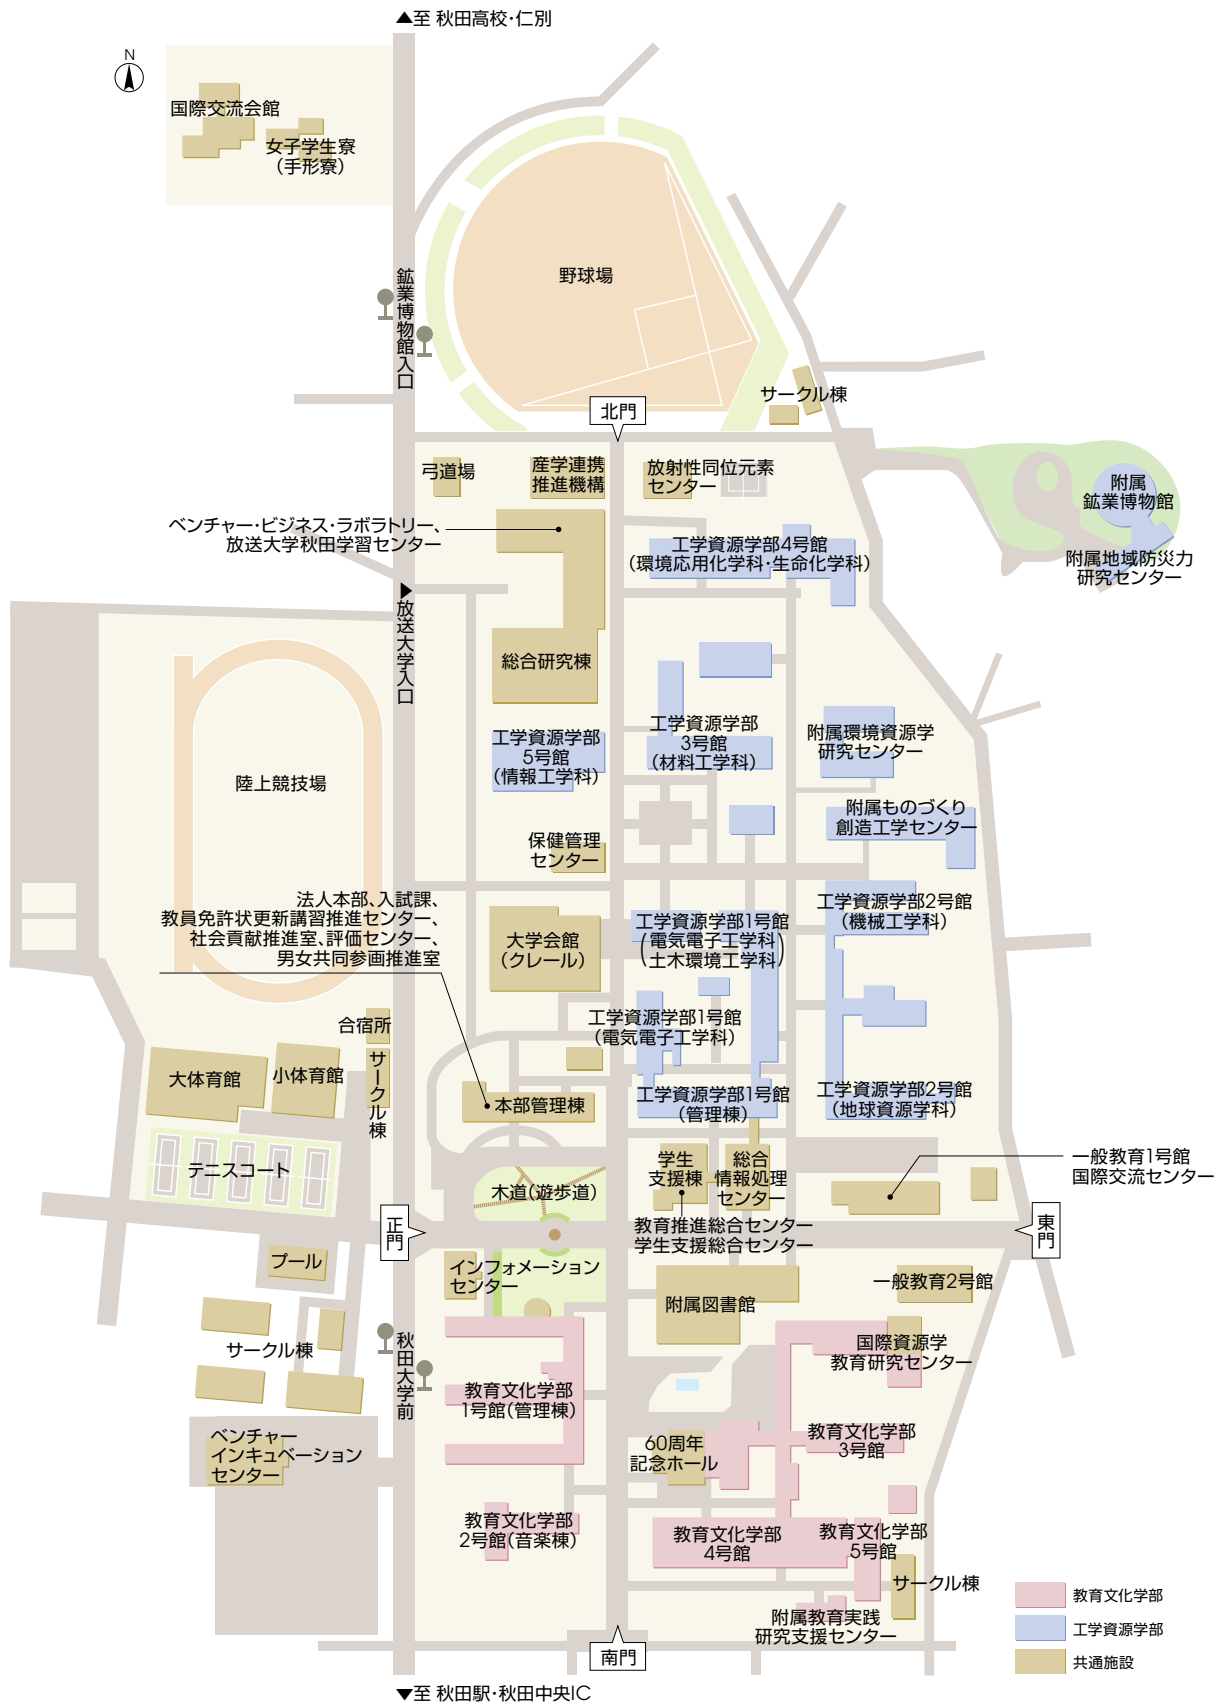 ▲至 秋田高校・仁別
N
国際交流会館
女子学生寮
（手形寮）
鉱業博物館入口
野球場
サークル棟
北門
弓道場
産学連携
推進機構
放射性同位元素
センター
附属
鉱業博物館
附属地域防災力
研究センター
ベンチャー・ビジネス・ラボラトリー、
放送大学秋田学習センター
工学資源学部4号館
（環境応用化学科・生命化学科）
▶放送大学入口
総合研究棟
工学資源学部
5号館
（情報工学科）
工学資源学部
3号館
（材料工学科）
附属環境資源学
研究センター
陸上競技場
附属ものづくり
創造工学センター
保健管理
センター
法人本部、入試課、
教員免許状更新講習推進センター、
社会貢献推進室、評価センター、
男女共同参画推進室
大学会館
（クレール）
工学資源学部1号館
（電気電子工学科
土木環境工学科）
工学資源学部2号館
（機械工学科）
合宿所
工学資源学部1号館
（電気電子工学科）
大体育館
小体育館
サークル棟
本部管理棟
工学資源学部1号館
（管理棟）
工学資源学部2号館
（地球資源学科）
テニスコート
木道（遊歩道）
学生
支援棟
総合
情報処理
センター
一般教育1号館
国際交流センター
教育推進総合センター
学生支援総合センター
正門
東門
プール
インフォメーション
センター
附属図書館
一般教育2号館
サークル棟
秋田大学前
国際資源学
教育研究センター
教育文化学部
1号館（管理棟）
ベンチャー
インキュベーション
センター
60周年
記念ホール
教育文化学部
3号館
教育文化学部
2号館（音楽棟）
教育文化学部
4号館
教育文化学部
5号館
サークル棟
附属教育実践
研究支援センター
南門
教育文化学部
工学資源学部
共通施設
▼至 秋田駅・秋田中央IC